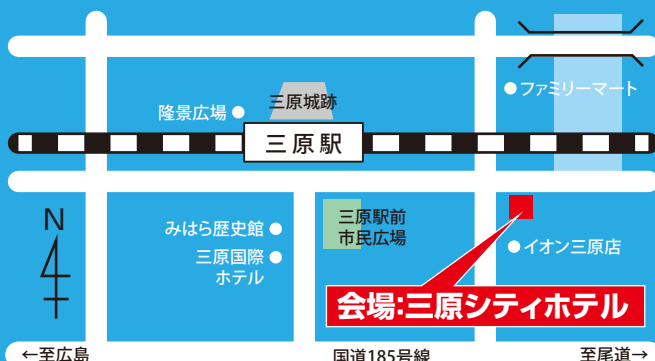 ファミリーマート
三原城跡
隆景広場
三原駅
N
みはら歴史館
三原国際
ホテル
三原駅前
市民広場
イオン三原店
会場:三原シティホテル
←至広島
国道185号線
至尾道→